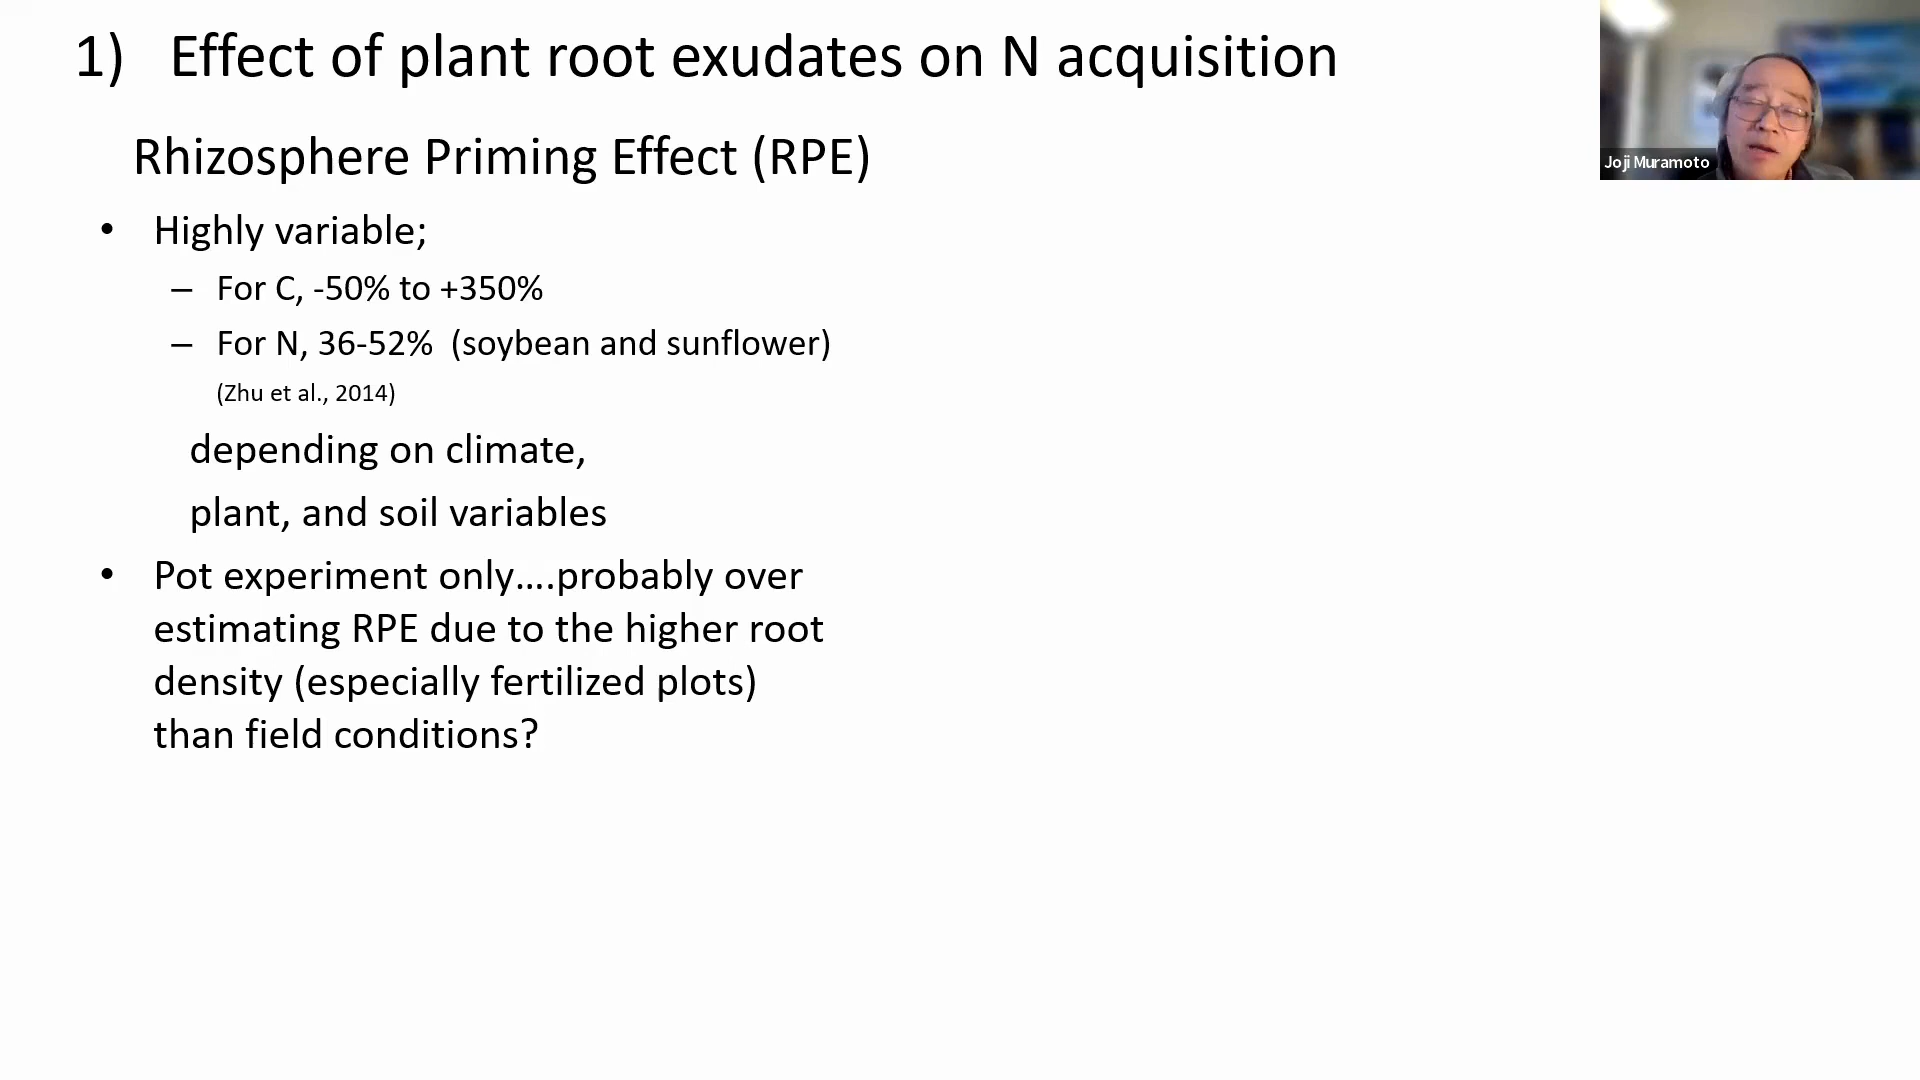 1) Effect of plant root exudates on N acquisition
Joji Muramoto
Rhizosphere Priming Effect (RPE)
• Highly variable;
– For C, -50% to +350%
– For N, 36-52% (soybean and sunflower)
(Zhu et al., 2014)
depending on climate,
plant, and soil variables
• Pot experiment only....probably over
estimating RPE due to the higher root
density (especially fertilized plots)
than field conditions?